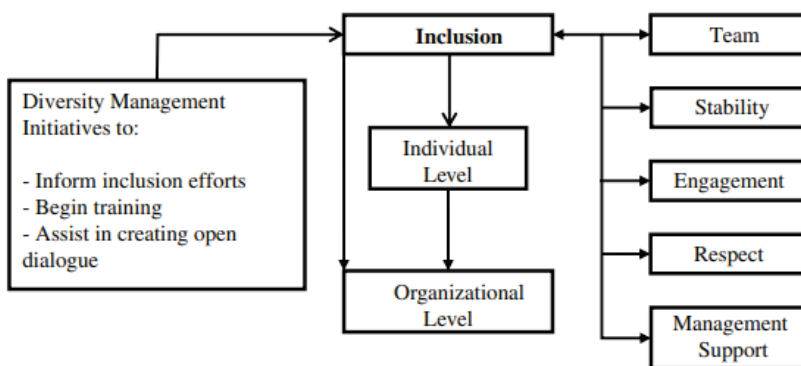 Inclusion
Diversity Management
Initiatives to:
- Inform inclusion efforts
- Begin training
- Assist in creating open
dialogue
Individual
Level
Organizational
Level
Team
Stability
Engagement
Respect
Management
Support